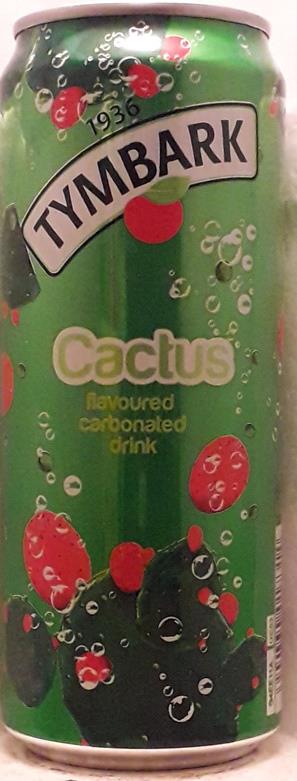 1936
TYMBARK
Cactus
flavoured
carbonated
drink